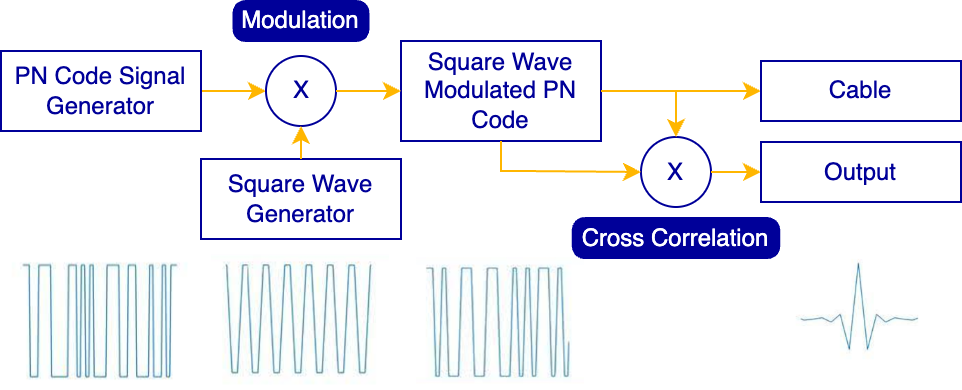 Modulation
PN Code Signal
Generator
X
Square Wave
Modulated PN
Code
Cable
Square Wave
Generator
X
Output
Cross Correlation